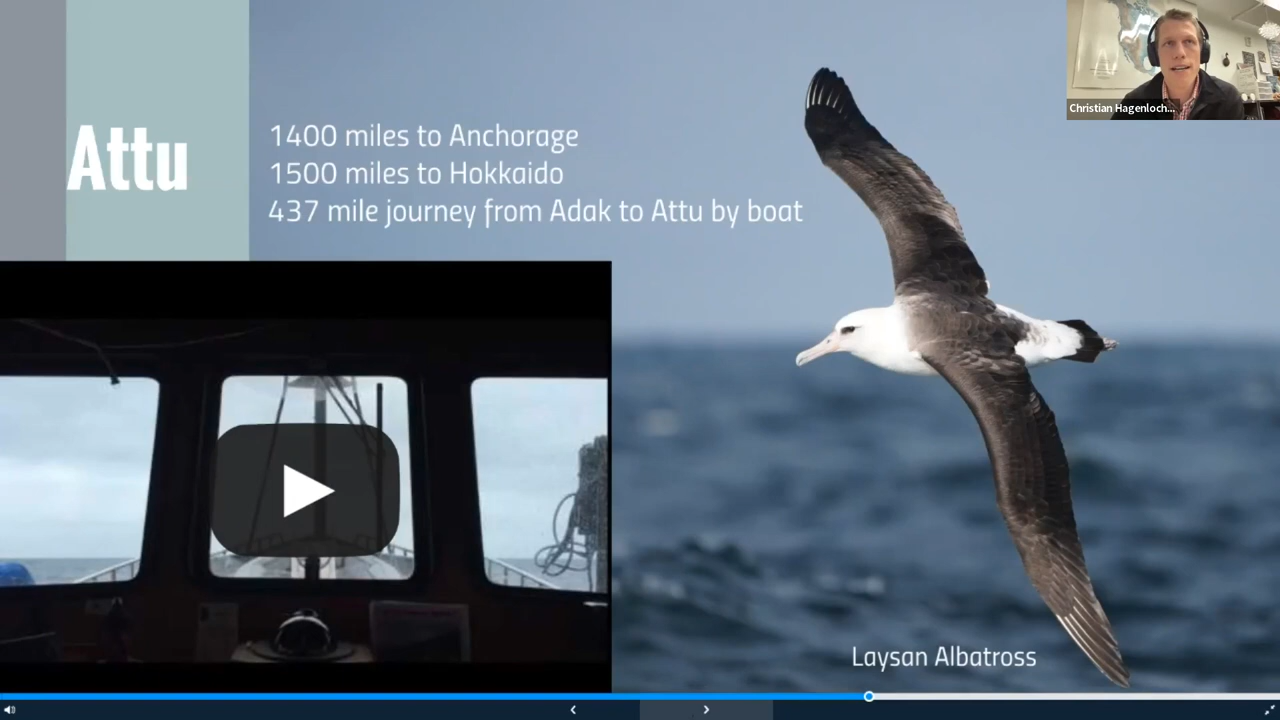 Attu
1400 miles to Anchorage
1500 miles to Hokkaido
437 mile journey from Adak to Attu by boat
Christian Hagenloch...
Laysan Albatross